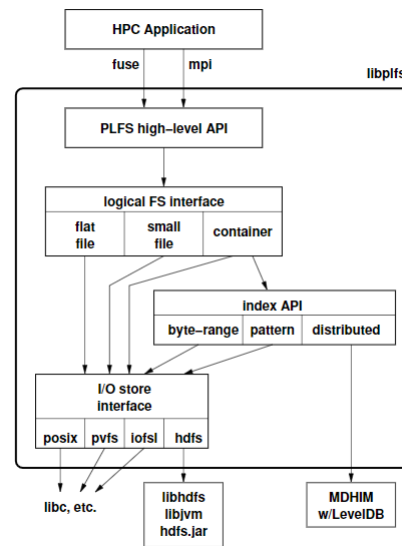 HPC Application
fuse mpi
libplfs
PLFS high-level API
logical FS interface
flat file
small file
container
index API
byte-range pattern distributed
I/O store
interface
posix pvfs iofsl hdfs
libc, etc.
libhdfs
libjvm
hdfs.jar
MDHIM
w/LevelDB